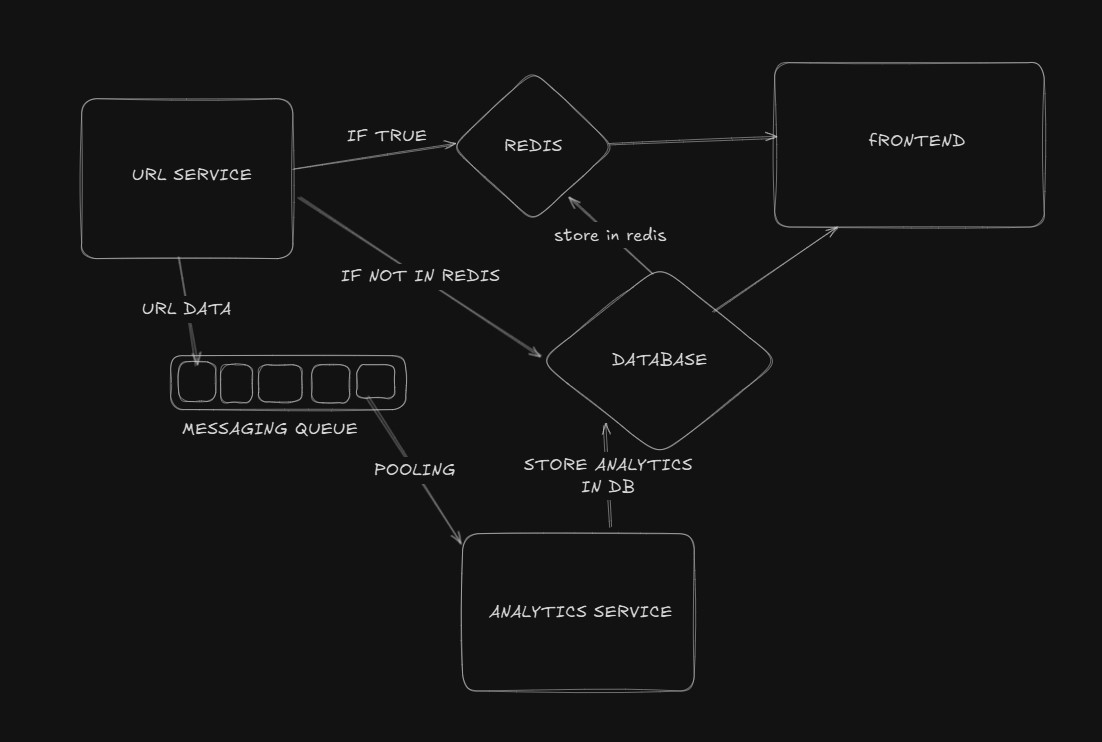 IF TRUE
REDIS
fRONTEND
URL SERVICE
store in redis
IF NOT IN REDIS
URL DATA
DATABASE
MESSAGING QUEUE
POOLING
STORE ANALYTICS
IN DB
ANALYTICS SERVICE